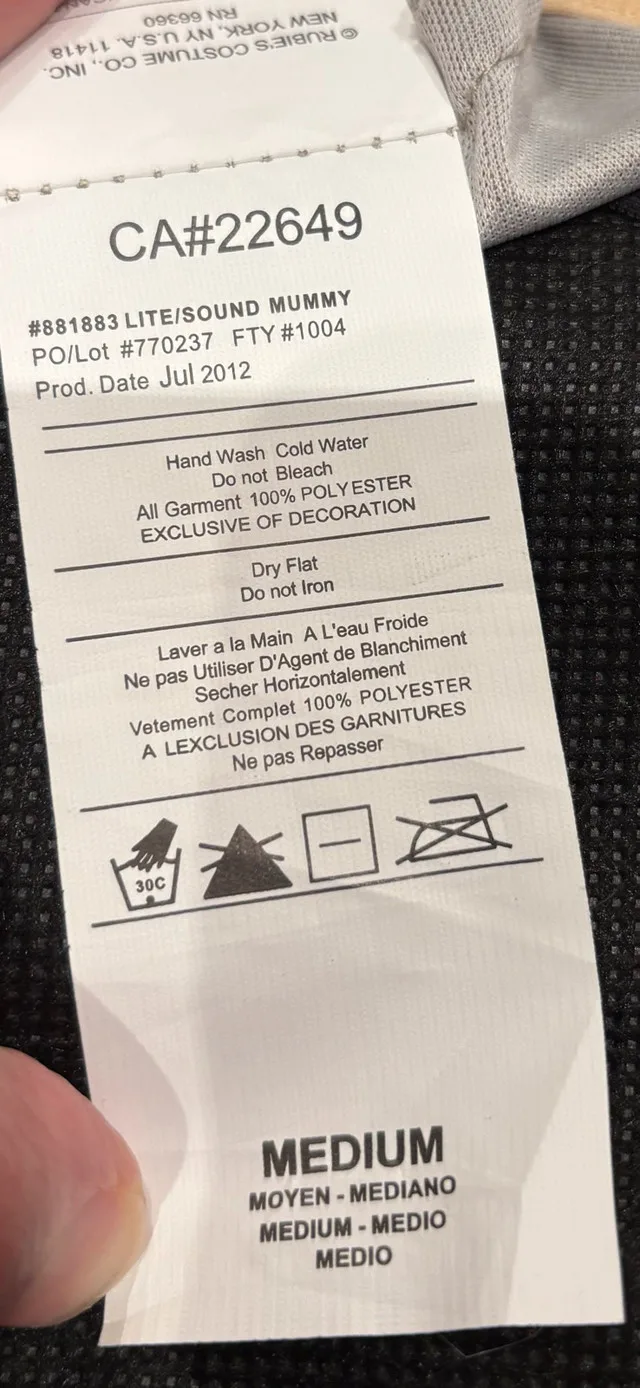 © RUBIE'S COSTUME CO., INC.
NEW YORK, NY U.S.A. 11418
RN 66360
CA#22649
#881883 LITE/SOUND MUMMY
PO/Lot #770237 FTY #1004
Prod. Date Jul 2012
Hand Wash Cold Water
Do not Bleach
All Garment 100% POLYESTER
EXCLUSIVE OF DECORATION
Dry Flat
Do not Iron
Laver a la Main A L'eau Froide
Ne pas Utiliser D'Agent de Blanchiment
Secher Horizontalement
Vetement Complet 100% POLYESTER
A LEXCLUSION DES GARNITURES
Ne pas Repasser
30C
MEDIUM
MOYEN - MEDIANO
MEDIUM - MEDIO
MEDIO